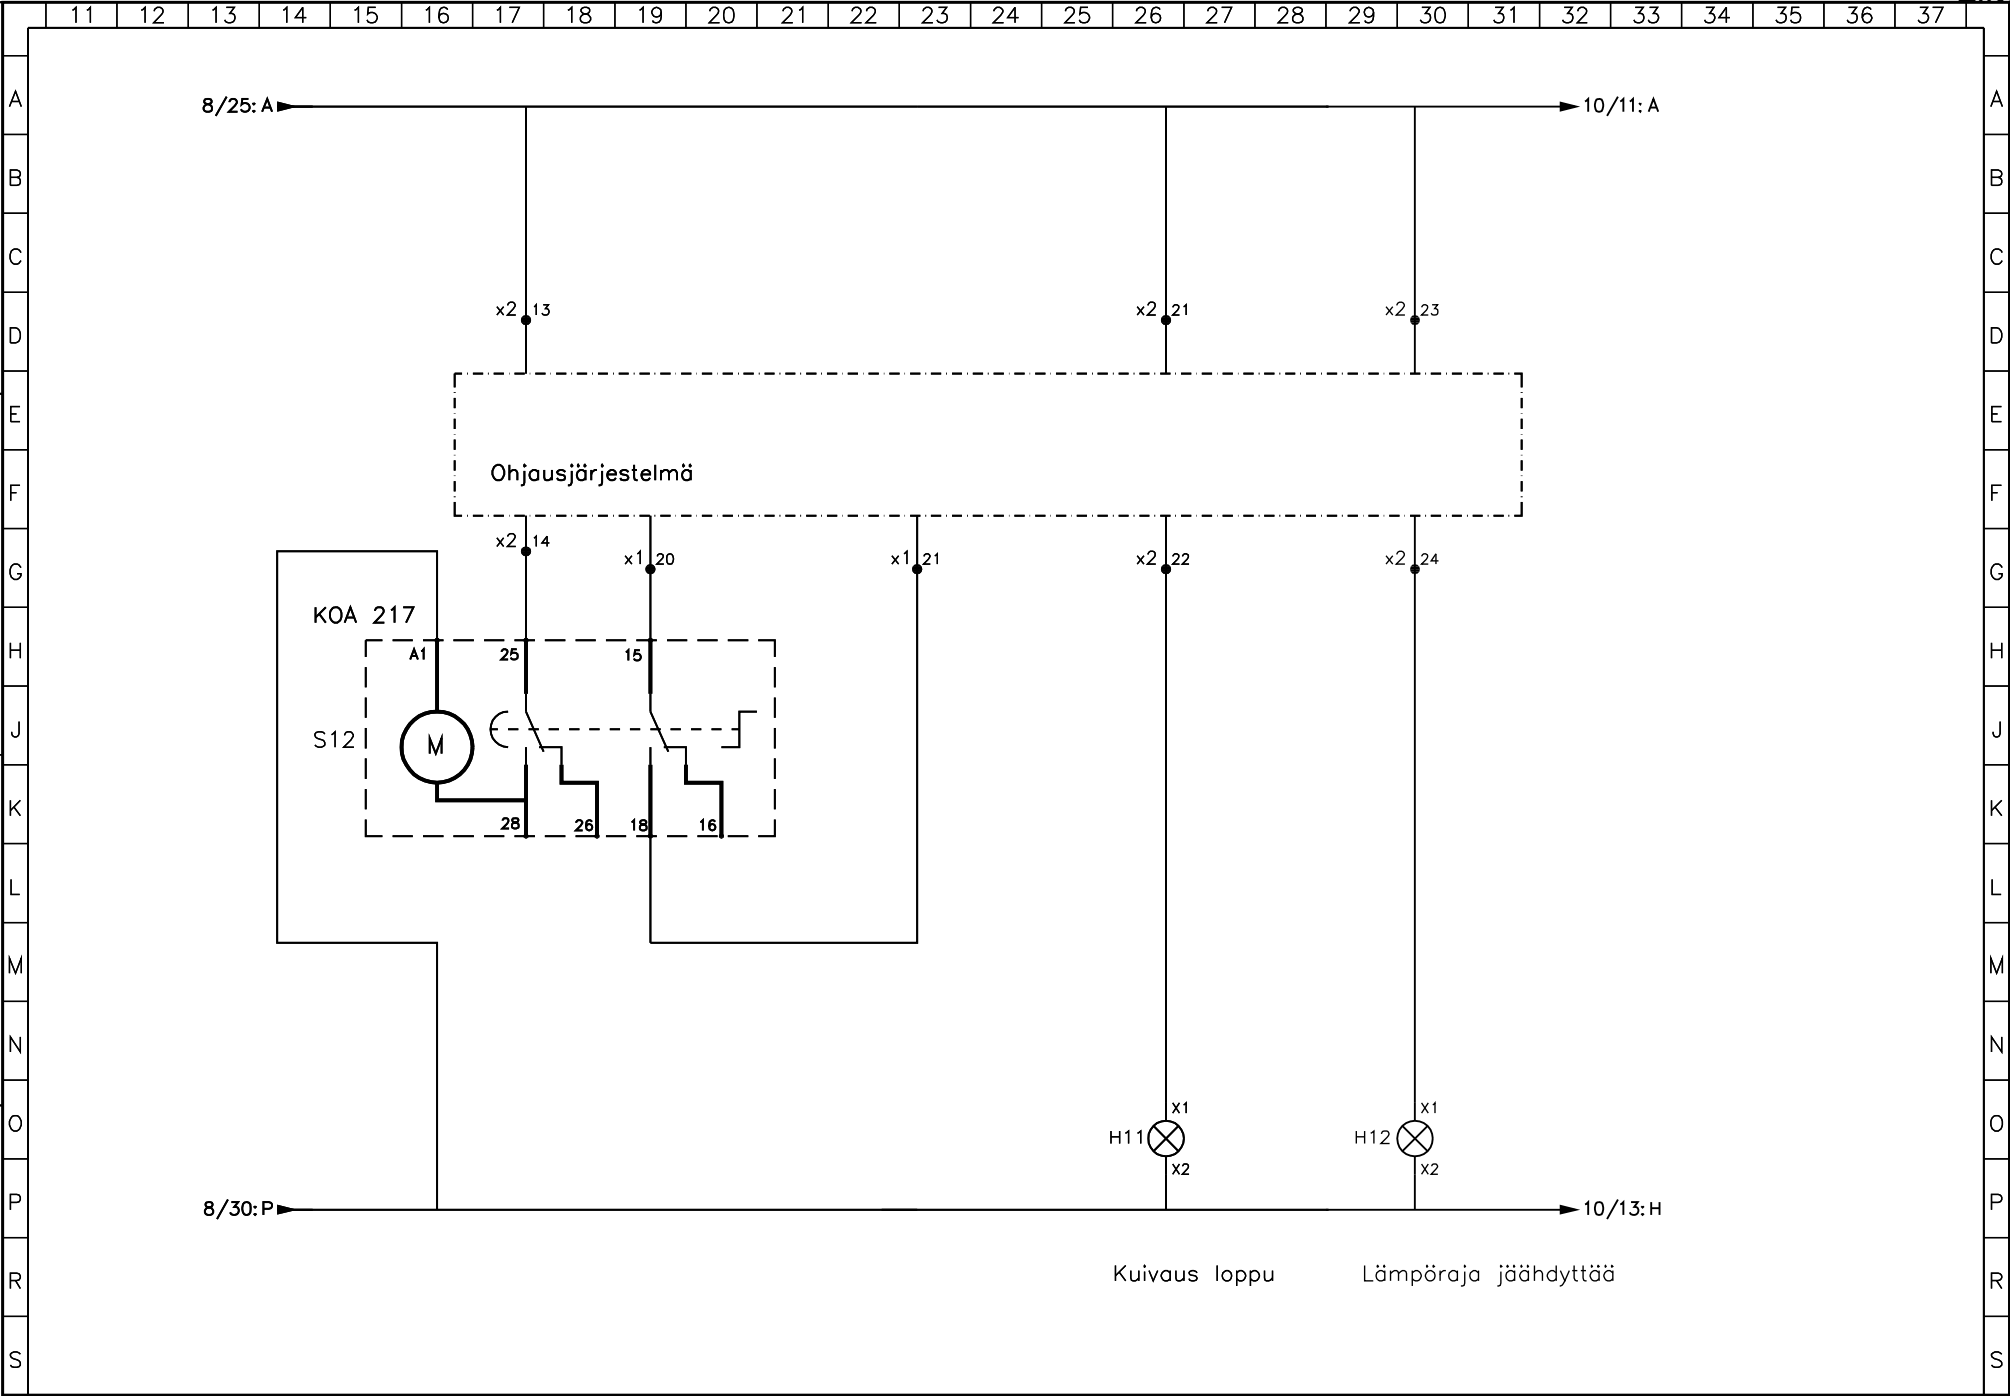 11 12 13 14 15 16 17 18 19 20 21 22 23 24 25 26 27 28 29 30 31 32 33 34 35 36 37
A 8/25:A 10/11:A A
B B
C C
x2 13 x2 21 x2 23
D D
E E
Ohjausjärjestelmä
F F
x2 14 x1 20 x1 21 x2 22 x2 24
G G
KOA 217
H A1 25 15 H
J S12 M J
K 28 26 18 16 K
L L
M M
N N
X1 X1
O H11 H12 O
X2 X2
P 8/30:P 10/13:H P
R Kuivaus loppu Lämpöraja jäähdyttää R
S S